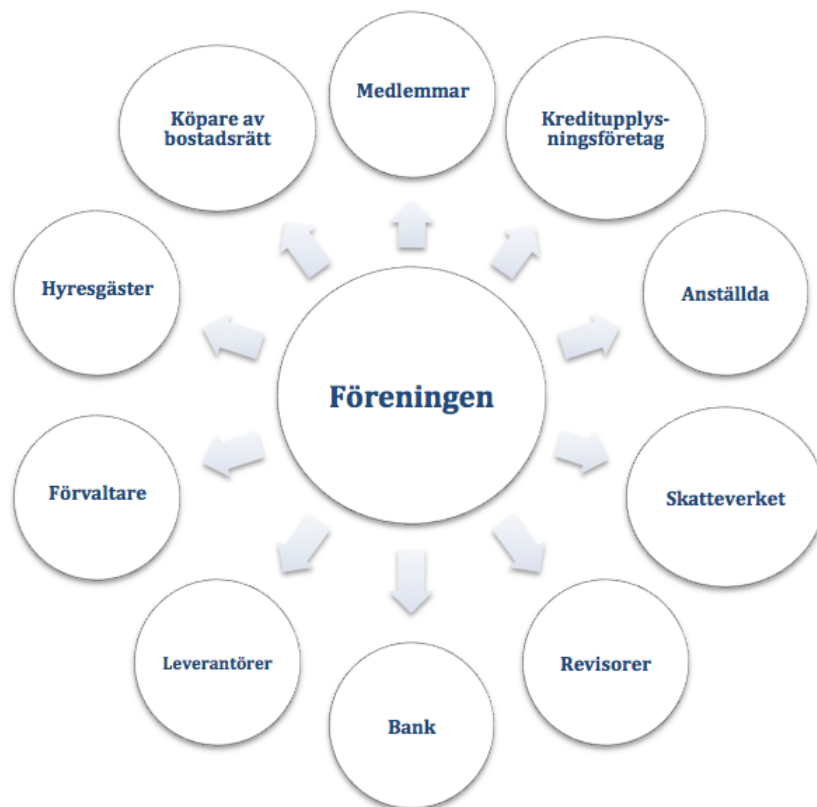 Medlemmar
Köpare av
bostadsrätt
Kreditupplys-
ningsföretag
Hyresgäster
Anställda
Föreningen
Förvaltare
Skatteverket
Leverantörer
Revisorer
Bank